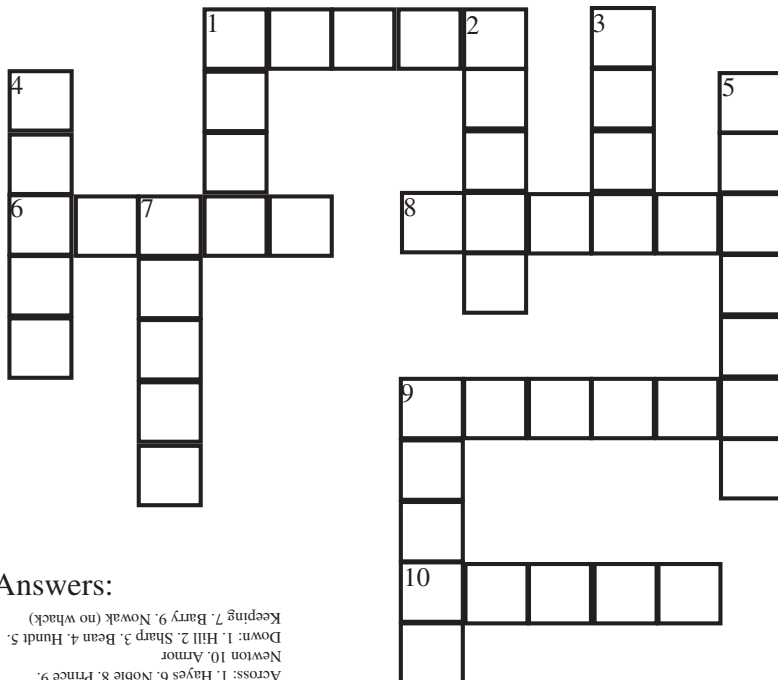 1 2 3
4 5
6 7 8
9
10
Answers:
Across: 1. Hayes 6. Noble 8. Prince 9.
Newton 10. Armor
Down: 1. Hill 2. Sharp 3. Bean 4. Hundt 5.
Keeping 7. Barry 9. Nowak (no whack)